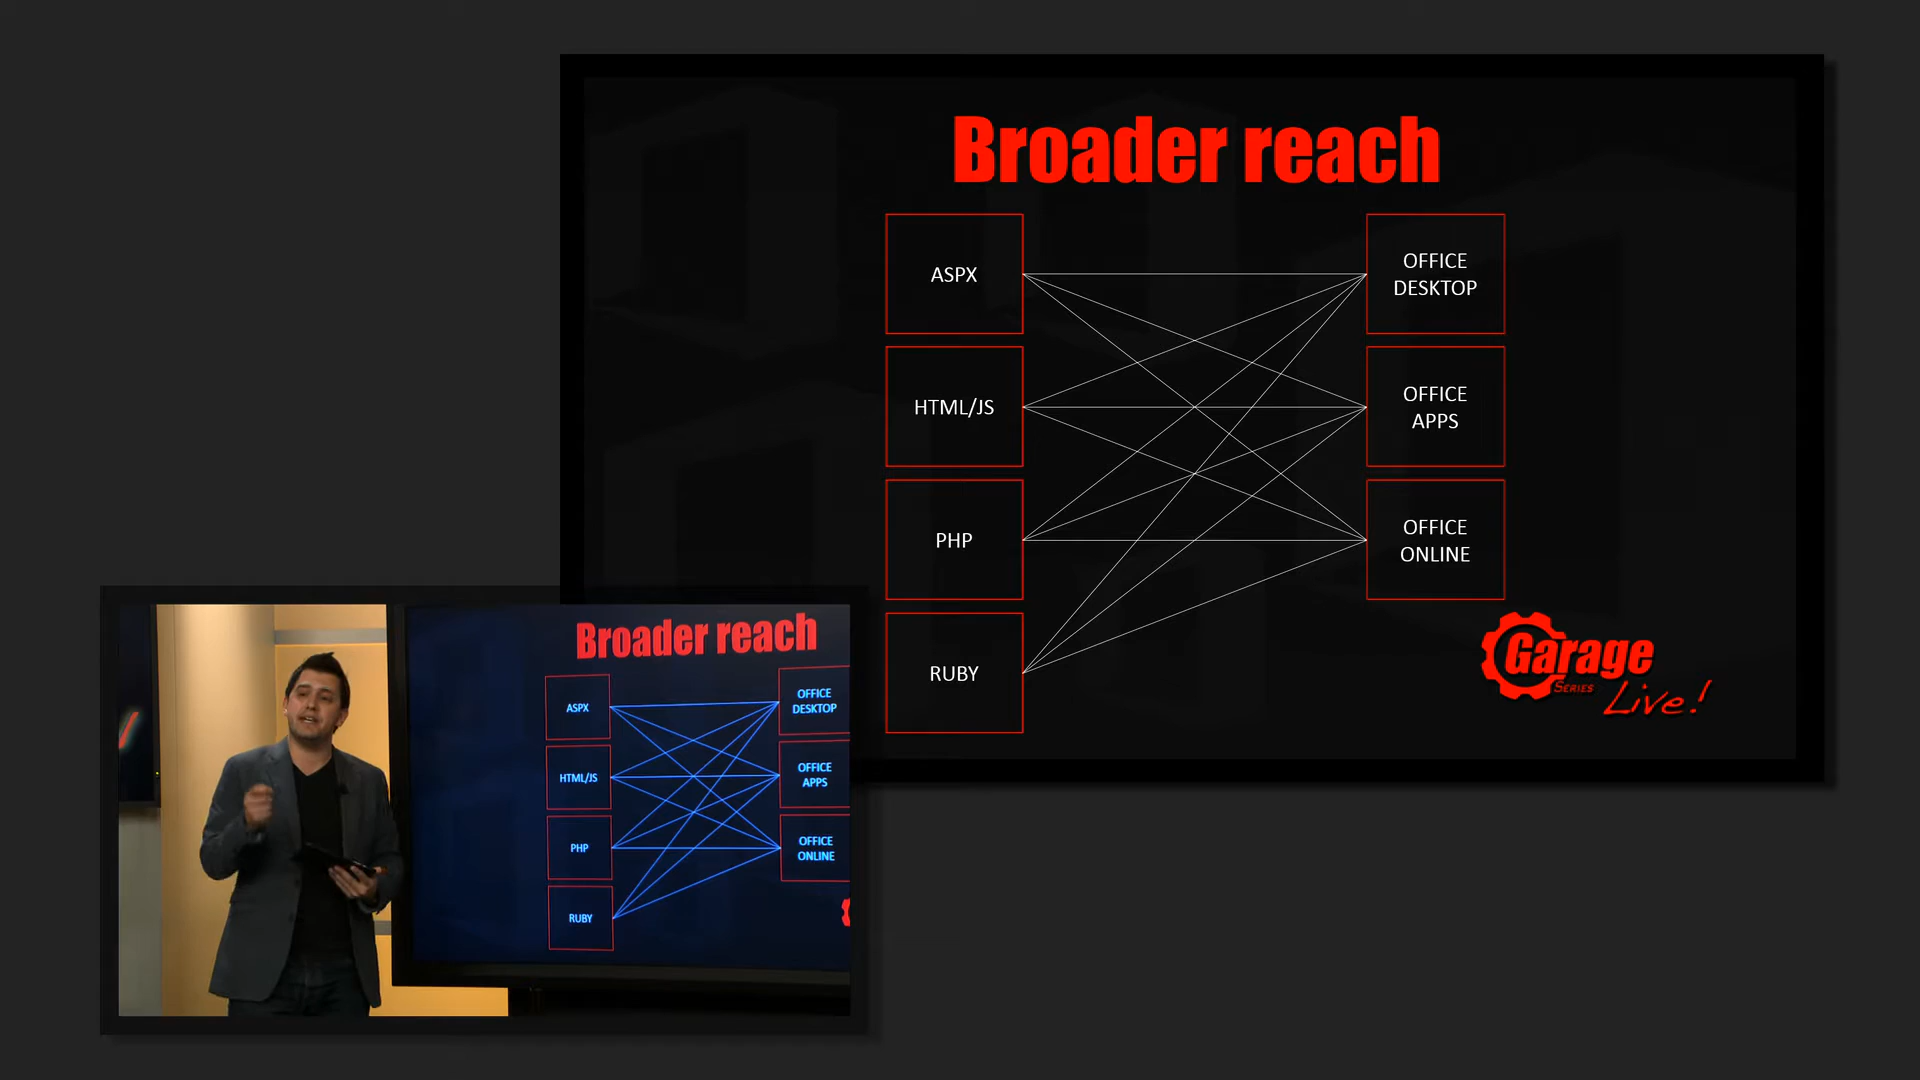 Broader reach
ASPX
OFFICE
DESKTOP
HTML/JS
OFFICE
APPS
PHP
OFFICE
ONLINE
RUBY
Garage
SERIES
Live!
Broader reach
ASPX
OFFICE
DESKTOP
HTML/JS
OFFICE
APPS
PHP
OFFICE
ONLINE
RUBY